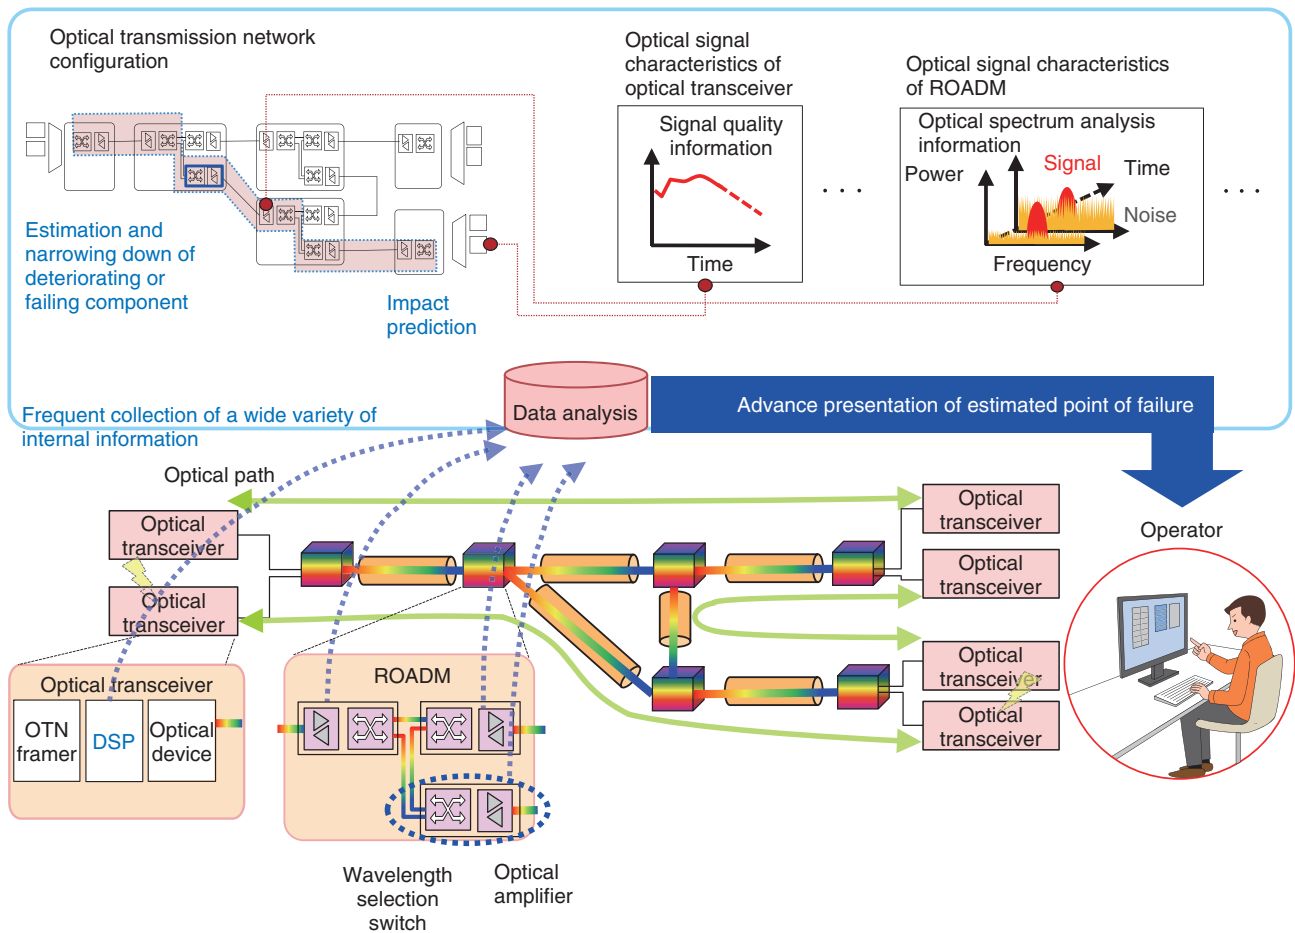 Optical transmission network
configuration
Optical signal
characteristics of
optical transceiver
Optical signal characteristics
of ROADM
Signal quality
information
Time
Optical spectrum analysis
information
Power
Signal
Time
Noise
Frequency
. . .
. . .
Estimation and
narrowing down of
deteriorating or
failing component
Impact
prediction
Frequent collection of a wide variety of
internal information
Data analysis
Advance presentation of estimated point of failure
Optical path
Optical
transceiver
Optical
transceiver
Optical
transceiver
Optical
transceiver
Optical
transceiver
Optical
transceiver
Operator
Optical transceiver
OTN
framer
DSP
Optical
device
ROADM
Wavelength
selection
switch
Optical
amplifier